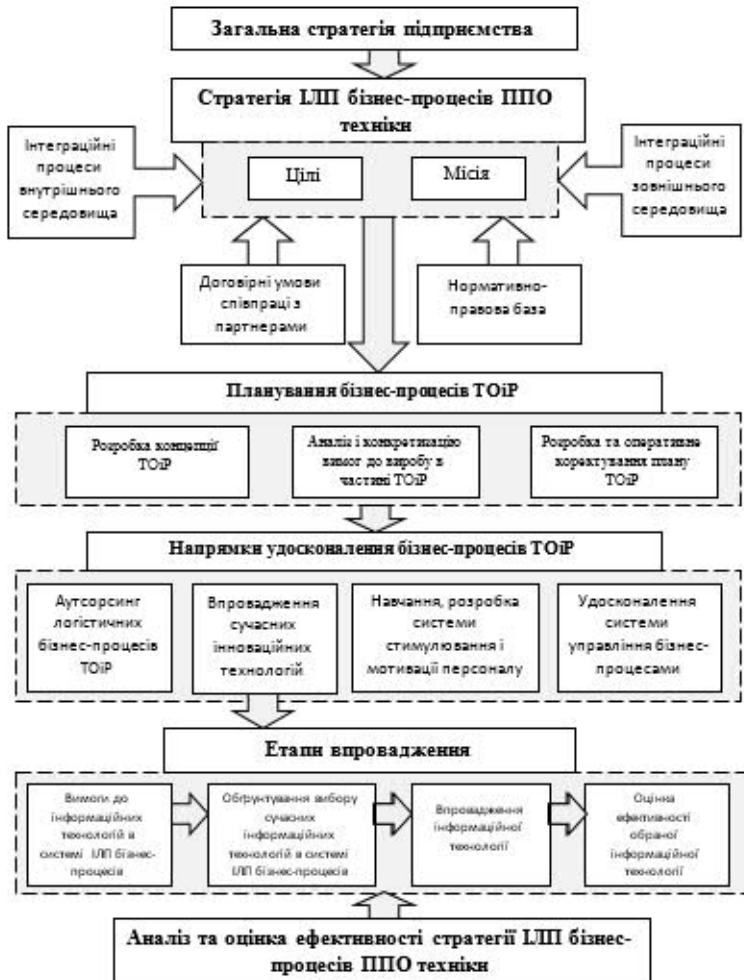 Загальна стратегія підприємства
Стратегія ІЛП бізнес-процесів ППО
техніки
Інтеграційні
процеси
внутрішнього
середовища
Цілі
Місія
Інтеграційні
процеси
зовнішнього
середовища
Договірні умови
співпраці з
партнерами
Нормативно-
правова база
Планування бізнес-процесів ТОіР
Розробка концепції
ТОіР
Аналіз і конкретизацію
вимог до виробу в
частині ТОіР
Розробка та оперативне
коректування плану
ТОіР
Напрямки удосконалення бізнес-процесів ТОіР
Аутсорсинг
логістичних
бізнес-процесів
ТОіР
Впровадження
сучасних
інноваційних
технологій
Навчання, розробка
системи
стимулювання і
мотивації персоналу
Удосконалення
системи
управління бізнес-
процесами
Етапи впровадження
Вимоги до
інформаційних
технологій в
системі ІЛП бізнес-
процесів
Обґрунтування вибору
сучасних
інформаційних
технологій в системі
ІЛП бізнес-процесів
Впровадження
інформаційної
технології
Оцінка
ефективності
обраної
інформаційної
технології
Аналіз та оцінка ефективності стратегії ІЛП бізнес-
процесів ППО техніки